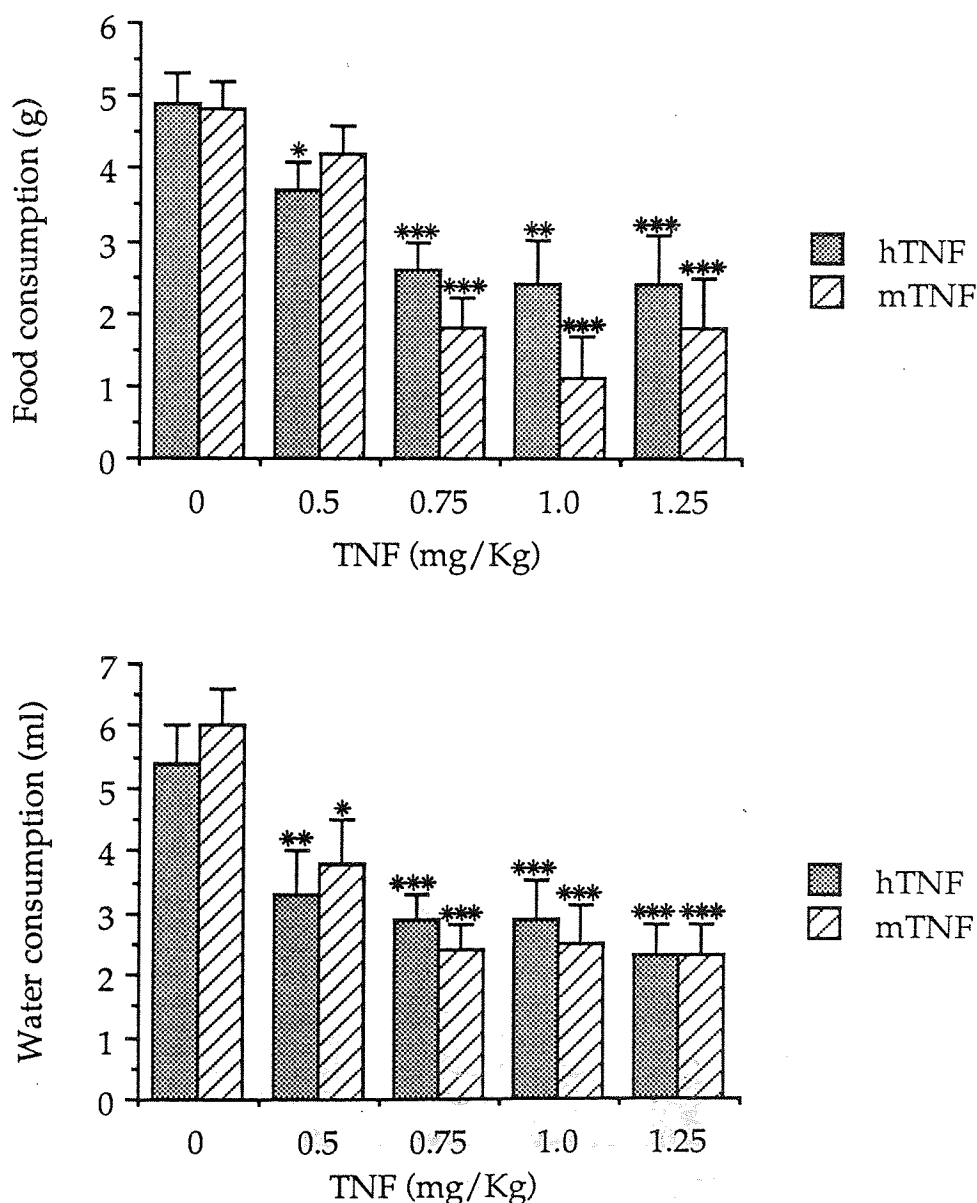 6
5
4
3
2
1
0
Food consumption (g)
*
***
***
**
***
***
***
hTNF
mTNF
0 0.5 0.75 1.0 1.25
TNF (mg/Kg)
7
6
5
4
3
2
1
0
Water consumption (ml)
**
*
***
***
***
***
*** ***
hTNF
mTNF
0 0.5 0.75 1.0 1.25
TNF (mg/Kg)